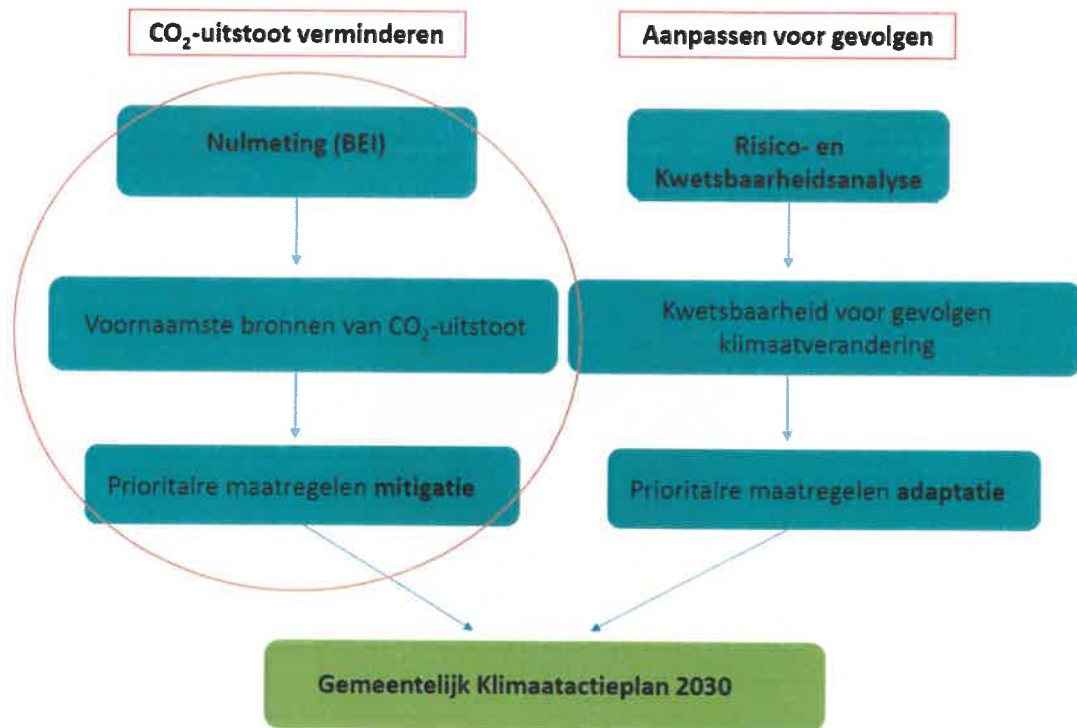 CO₂-uitstoot verminderen
Aanpassen voor gevolgen
Nulmeting (BEI)
Risico- en
Kwetsbaarheidsanalyse
Voornaamste bronnen van CO₂-uitstoot
Kwetsbaarheid voor gevolgen
klimaatverandering
Prioritaire maatregelen mitigatie
Prioritaire maatregelen adaptatie
Gemeentelijk Klimaatactieplan 2030